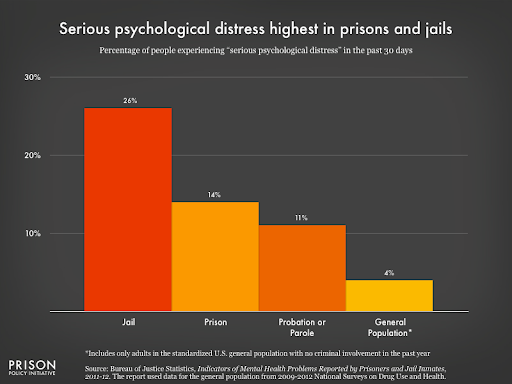 Serious psychological distress highest in prisons and jails
Percentage of people experiencing “serious psychological distress” in the past 30 days
30%
26%
20%
14%
11%
10%
4%
Jail
Prison
Probation or
Parole
General
Population*
*Includes only adults in the standardized U.S. general population with no criminal involvement in the past year
PRISON
POLICY INITIATIVE
Source: Bureau of Justice Statistics, Indicators of Mental Health Problems Reported by Prisoners and Jail Inmates,
2011-12. The report used data for the general population from 2009-2012 National Surveys on Drug Use and Health.